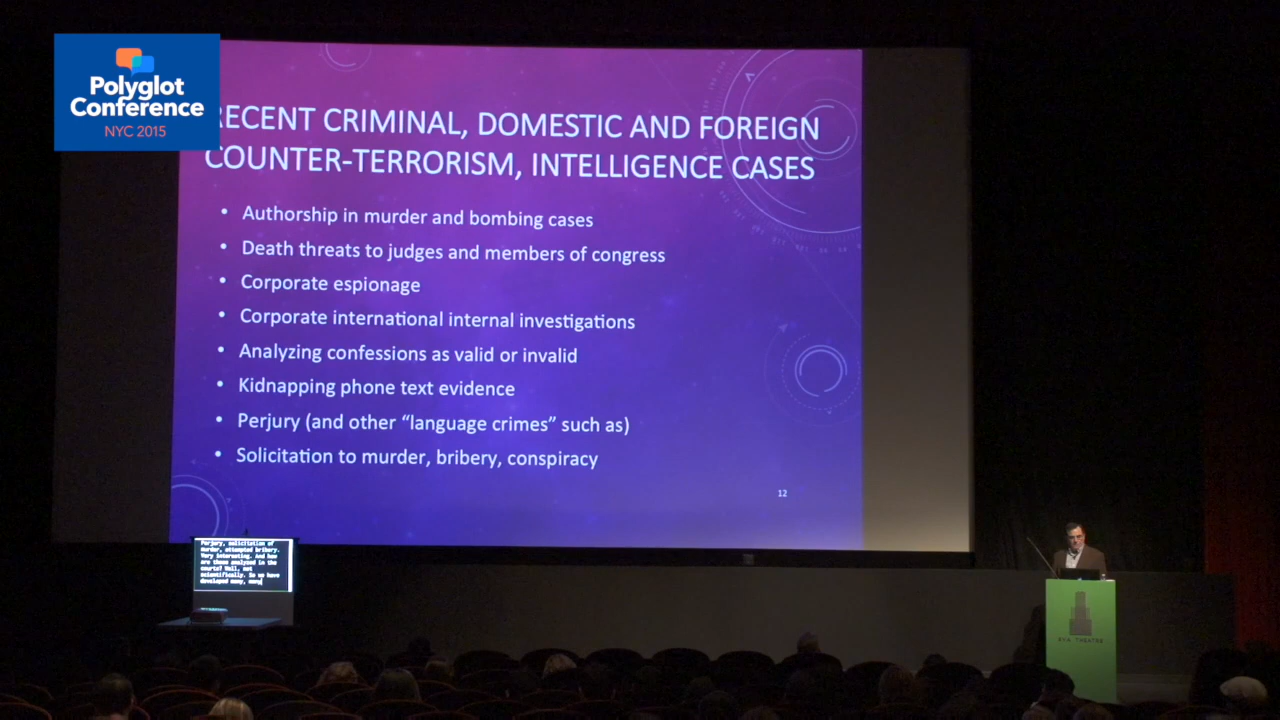 Polyglot
Conference
NYC 2015
RECENT CRIMINAL, DOMESTIC AND FOREIGN
COUNTER-TERRORISM, INTELLIGENCE CASES
• Authorship in murder and bombing cases
• Death threats to judges and members of congress
• Corporate espionage
• Corporate international internal investigations
• Analyzing confessions as valid or invalid
• Kidnapping phone text evidence
• Perjury (and other “language crimes” such as)
• Solicitation to murder, bribery, conspiracy
12
Perjury, solicitation of
murder, attempted bribery.
Very interesting. And how
are these analyzed in the
courts? Well, not
scientifically. So we have
developed many, many
SVA THEATRE